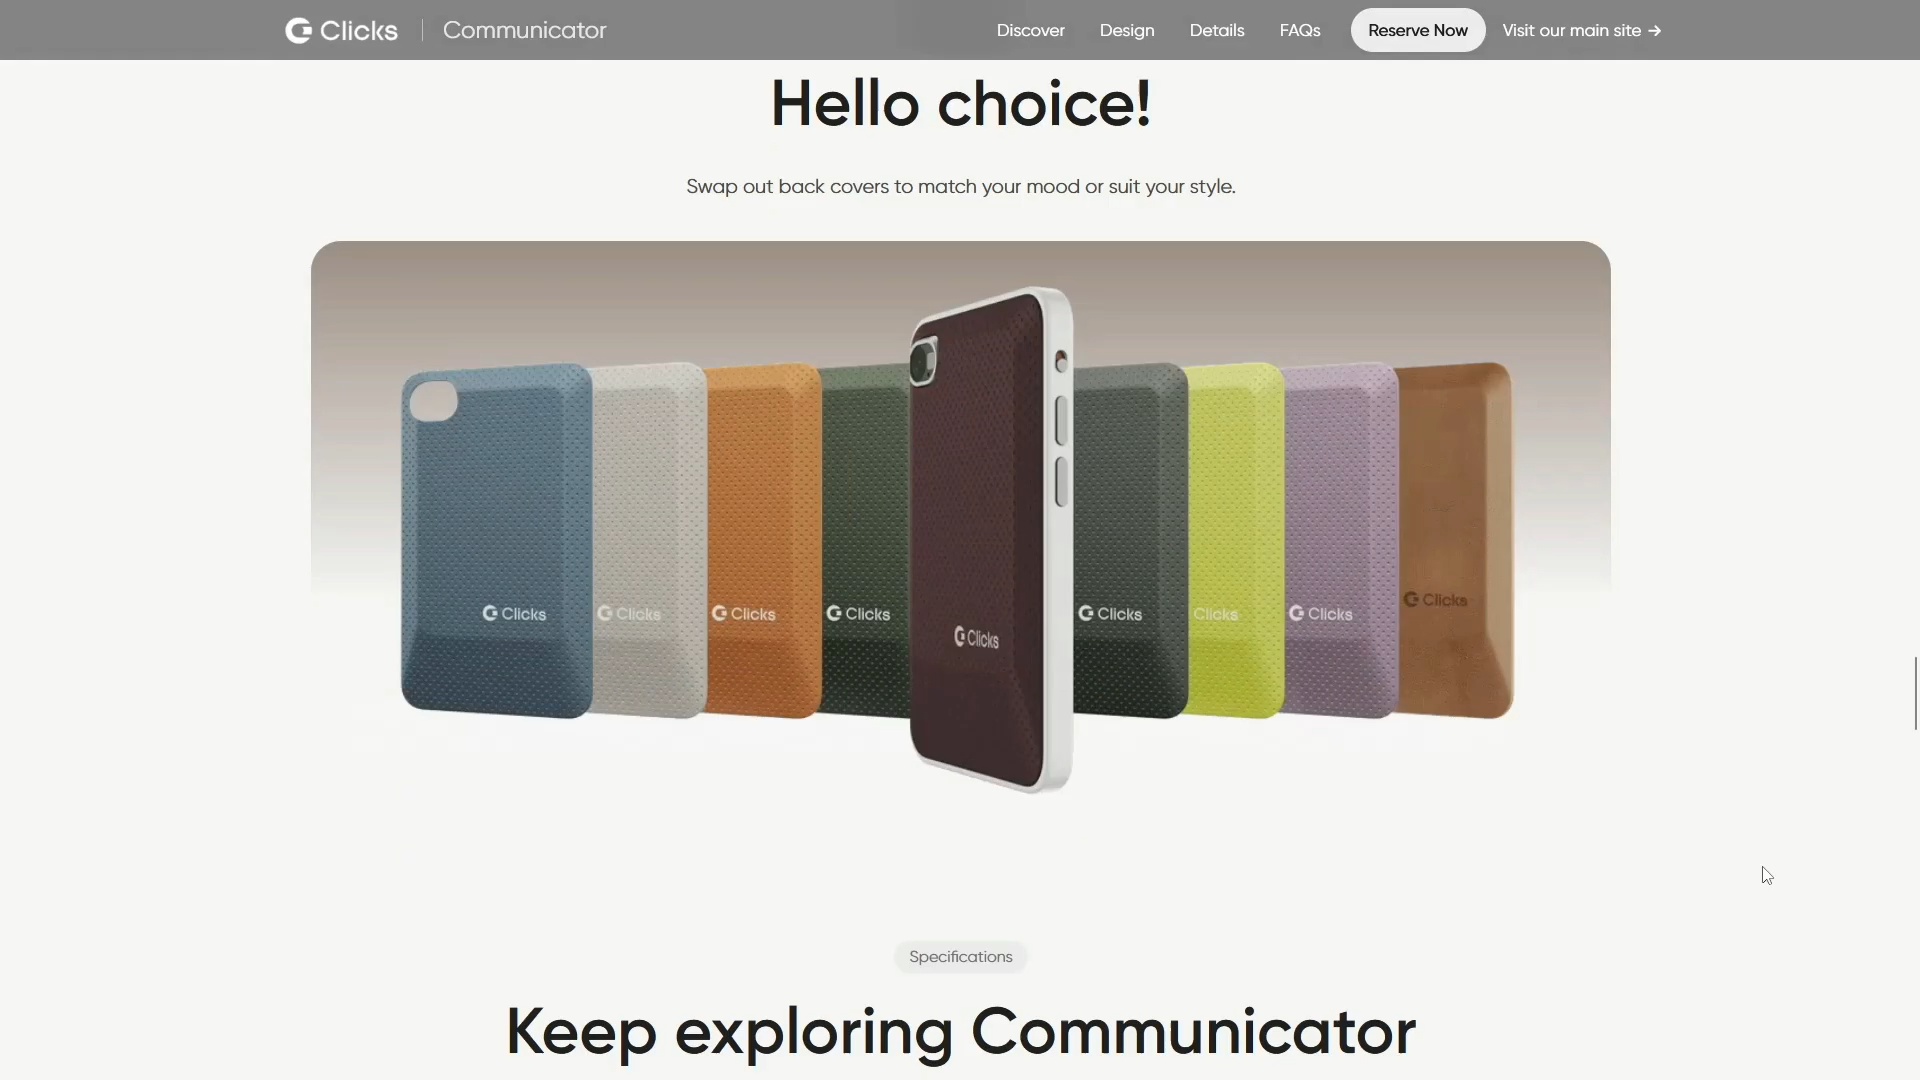 Clicks | Communicator
Discover Design Details FAQs Reserve Now Visit our main site →
Hello choice!
Swap out back covers to match your mood or suit your style.
Clicks Clicks Clicks Clicks Clicks Clicks Clicks Clicks Clicks
Specifications
Keep exploring Communicator